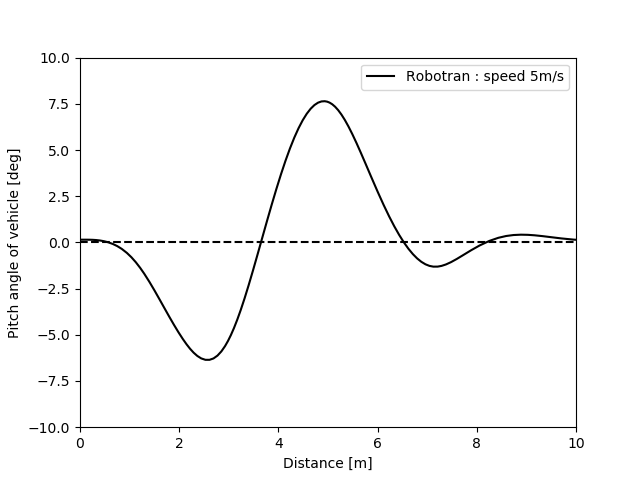 Robotran : speed 5m/s
Pitch angle of vehicle [deg]
10.0
7.5
5.0
2.5
0.0
−2.5
−5.0
−7.5
−10.0
0 2 4 6 8 10
Distance [m]